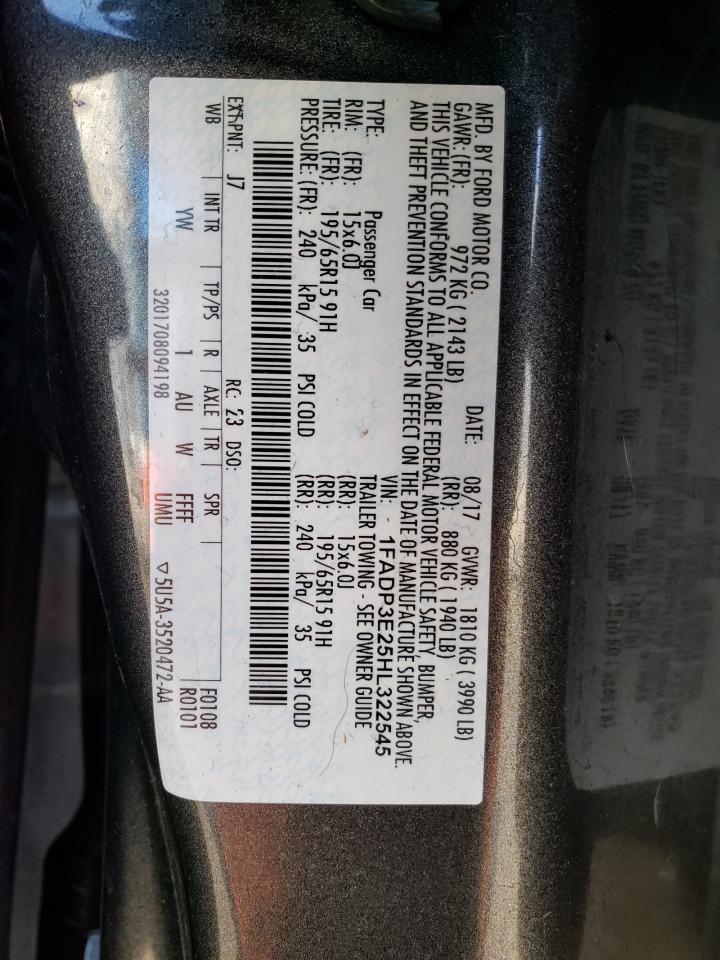 MFD. BY FORD MOTOR CO.
DATE: 08/17 GVWR: 1810 KG ( 3990 LB)
GAWR: (FR): 972 KG ( 2143 LB) (RR): 880 KG ( 1940 LB)
THIS VEHICLE CONFORMS TO ALL APPLICABLE FEDERAL MOTOR VEHICLE SAFETY, BUMPER,
AND THEFT PREVENTION STANDARDS IN EFFECT ON THE DATE OF MANUFACTURE SHOWN ABOVE.
VIN: - 1FADP3E25HL322545
TYPE: Passenger Car TRAILER TOWING - SEE OWNER GUIDE
RIM: (FR): 15x6.0J (RR): 15x6.0J
TIRE: (FR): 195/65R15 91H (RR): 195/65R15 91H
PRESSURE: (FR): 240 kPa/ 35 PSI COLD (RR): 240 kPa/ 35 PSI COLD
EXT PNT: J7 RC: 23 DSO:
WB INT TR TP/PS R AXLE TR SPR F0108
YW 1 AU W FFFF R0101
3201708094198 UMU ▽5U5A-3520472-AA